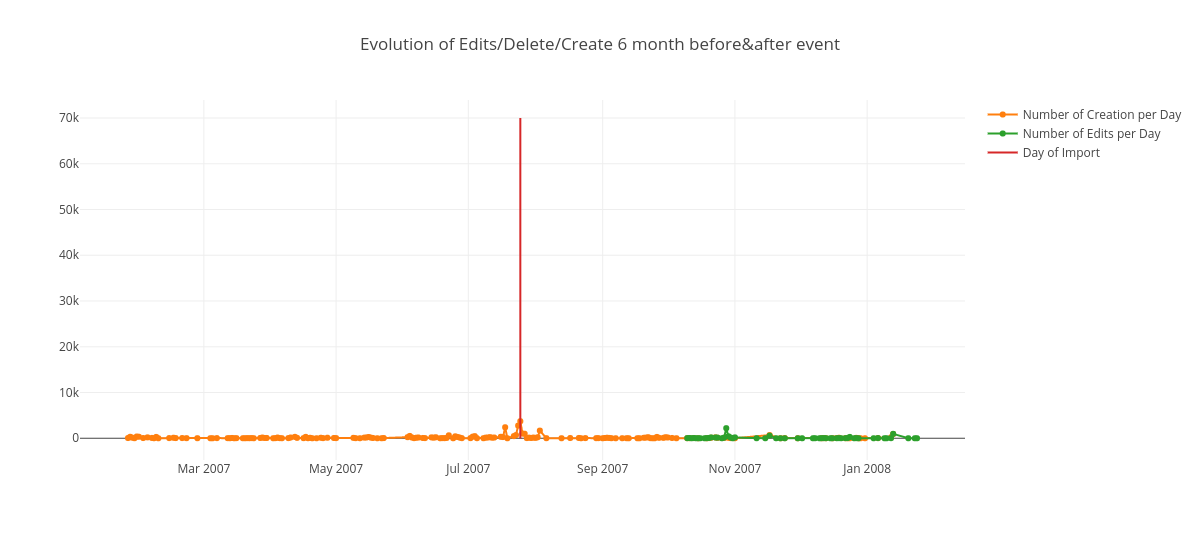 Evolution of Edits/Delete/Create 6 month before&after event
Number of Creation per Day
Number of Edits per Day
Day of Import
70k
60k
50k
40k
30k
20k
10k
0
Mar 2007
May 2007
Jul 2007
Sep 2007
Nov 2007
Jan 2008